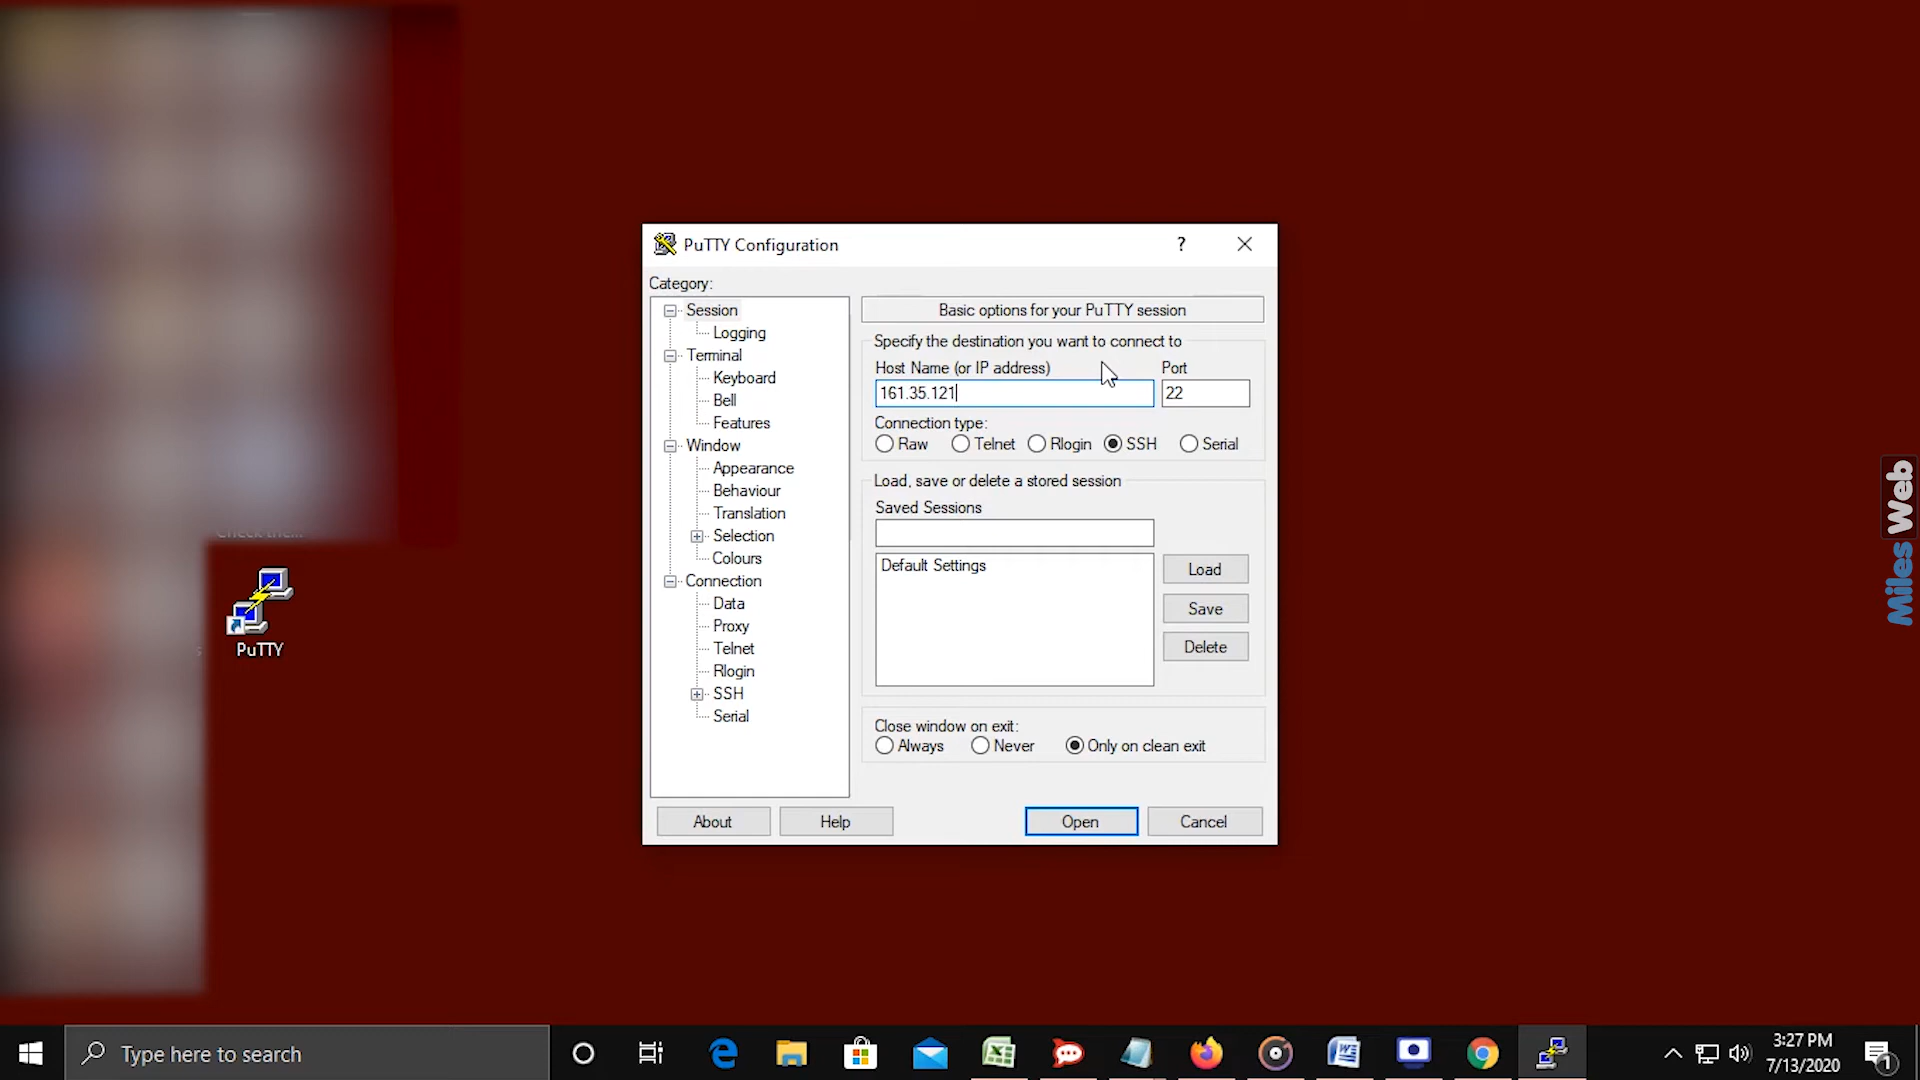 PuTTY Configuration
?
Category:
Session
Logging
Terminal
Keyboard
Bell
Features
Window
Appearance
Behaviour
Translation
Selection
Colours
Connection
Data
Proxy
Telnet
Rlogin
SSH
Serial
Basic options for your PuTTY session
Specify the destination you want to connect to
Host Name (or IP address) Port
161.35.121 22
Connection type:
Raw Telnet Rlogin SSH Serial
Load, save or delete a stored session
Saved Sessions
Default Settings
Load
Save
Delete
Close window on exit:
Always Never Only on clean exit
About Help Open Cancel
PuTTY
MilesWeb
Type here to search
3:27 PM
7/13/2020
1